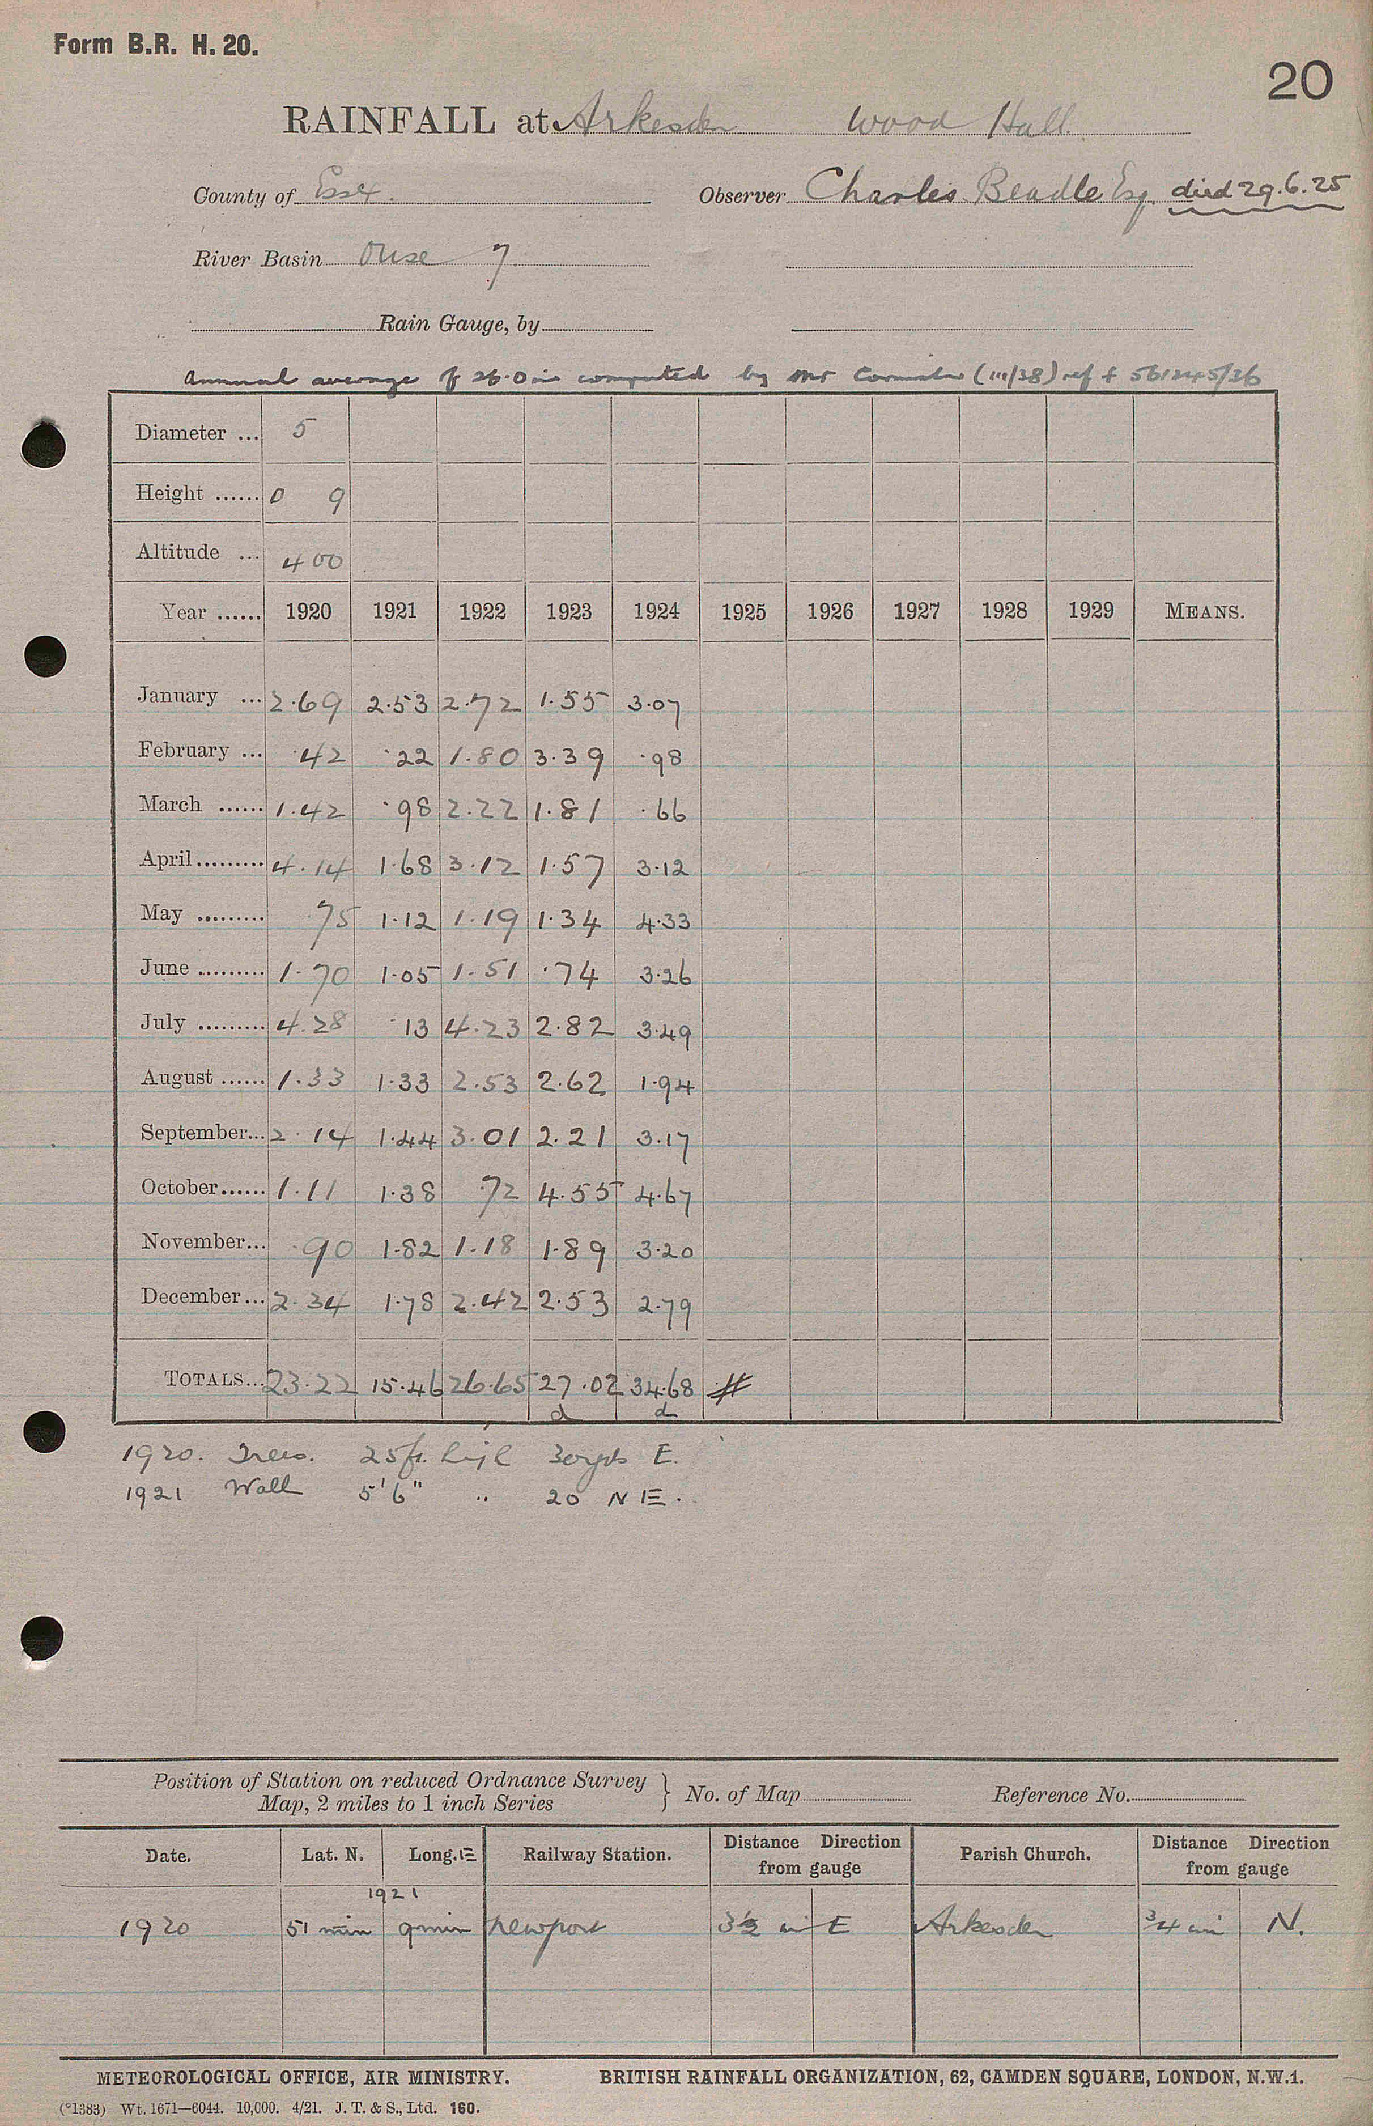 Form B.R. H. 20.
20
RAINFALL at Arkesden Wood Hall
County of Essex. Observer Charles Beadle Esq died 29.6.25
River Basin Ouse 7
Rain Gauge, by
Annual average of 26.0 in computed by Mr (111/38) ref
Diameter ... 5
Height ...... 0 9
Altitude ... 400
Year ...... 1920 1921 1922 1923 1924 1925 1926 1927 1928 1929 MEANS.
January ... 2.69 2.53 2.72 1.55 3.07
February ... .42 .22 1.80 3.39 .98
March ...... 1.42 .98 2.22 1.81 .66
April ......... 4.14 1.68 3.12 1.57 3.12
May ......... .75 1.12 1.19 1.34 4.33
June ......... 1.70 1.05 1.51 .74 3.26
July ......... 4.28 .13 4.23 2.82 3.49
August ...... 1.33 1.33 2.53 2.62 1.94
September... 2.14 1.44 3.01 2.21 3.17
October...... 1.11 1.38 .72 4.55 4.67
November... .90 1.82 1.18 1.89 3.20
December... 2.34 1.78 2.42 2.53 2.79
TOTALS... 23.22 15.46 26.65 27.02 34.68 #
d d
1920. Trees. 25ft. high 30yds E.
1921 Wall 5'6" " 20 NE.
Position of Station on reduced Ordnance Survey
Map, 2 miles to 1 inch Series } No. of Map Reference No.
Date. Lat. N. Long. E Railway Station. Distance Direction from gauge Parish Church. Distance Direction from gauge
1921
1920 51 min 9 min Newport 3½ mi E Arkesden ¾ mi N.
METEOROLOGICAL OFFICE, AIR MINISTRY. BRITISH RAINFALL ORGANIZATION, 62, CAMDEN SQUARE, LONDON, N.W.1.
(*1383) Wt. 1671—6044. 10,000. 4/21. J. T. & S., Ltd. 160.